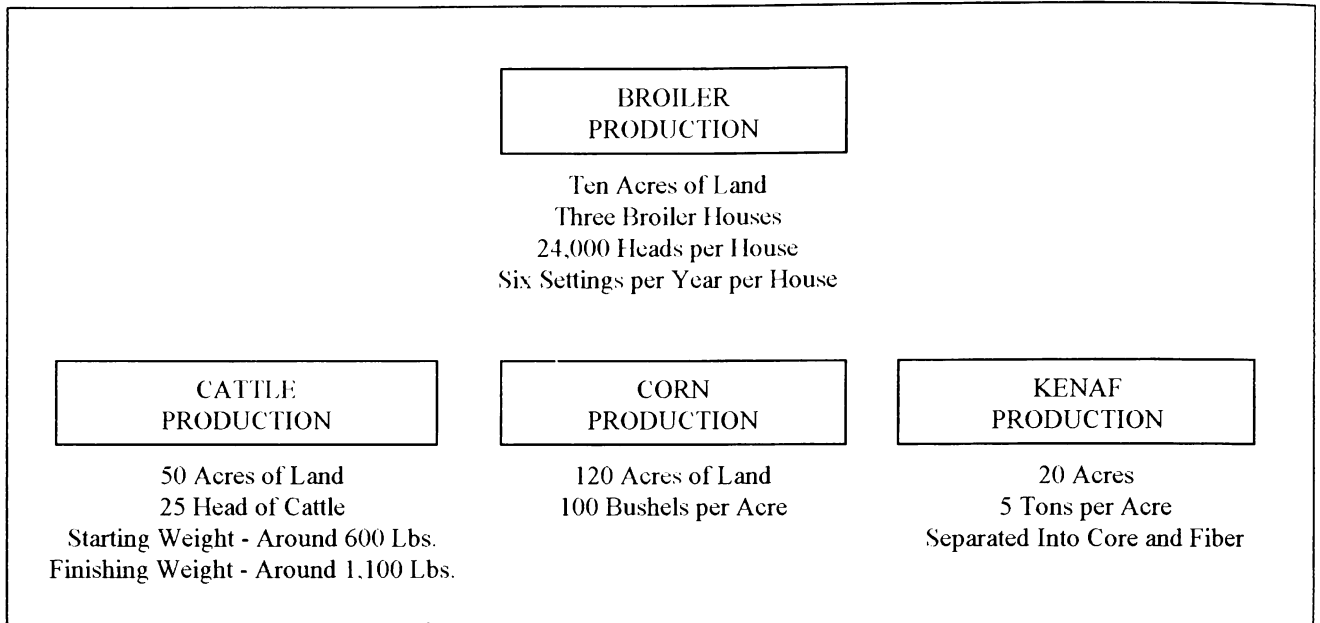 BROILER
PRODUCTION
Ten Acres of Land
Three Broiler Houses
24,000 Heads per House
Six Settings per Year per House
CATTLE
PRODUCTION
50 Acres of Land
25 Head of Cattle
Starting Weight - Around 600 Lbs.
Finishing Weight - Around 1,100 Lbs.
CORN
PRODUCTION
120 Acres of Land
100 Bushels per Acre
KENAF
PRODUCTION
20 Acres
5 Tons per Acre
Separated Into Core and Fiber